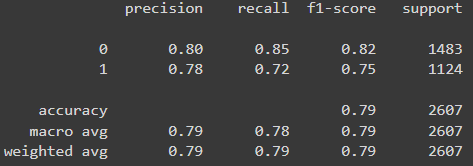 precision recall f1-score support
0 0.80 0.85 0.82 1483
1 0.78 0.72 0.75 1124
accuracy 0.79 2607
macro avg 0.79 0.78 0.79 2607
weighted avg 0.79 0.79 0.79 2607